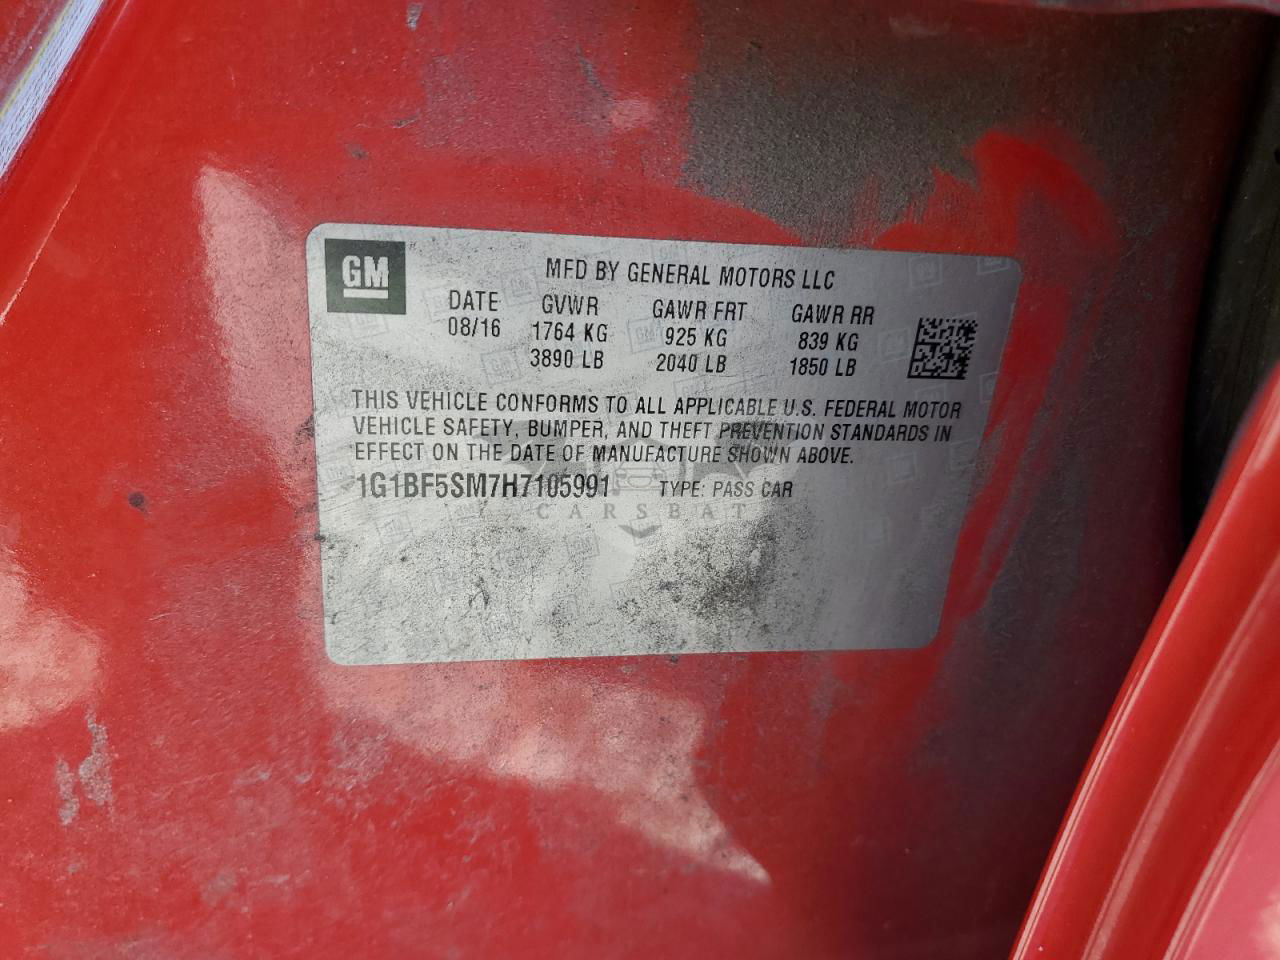 GM
MFD BY GENERAL MOTORS LLC
DATE GVWR GAWR FRT GAWR RR
08/16 1764 KG 925 KG 839 KG
3890 LB 2040 LB 1850 LB
THIS VEHICLE CONFORMS TO ALL APPLICABLE U.S. FEDERAL MOTOR
VEHICLE SAFETY, BUMPER, AND THEFT PREVENTION STANDARDS IN
EFFECT ON THE DATE OF MANUFACTURE SHOWN ABOVE.
1G1BF5SM7H7105991 TYPE: PASS CAR
CARSBAT